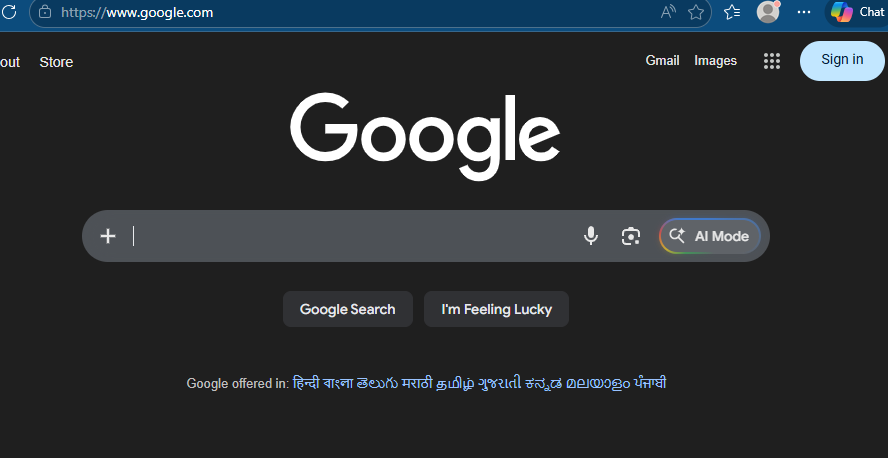 https://www.google.com
Chat
out Store
Gmail Images
Sign in
Google
AI Mode
Google Search
I'm Feeling Lucky
Google offered in: हिन्दी বাংলা తెలుగు मराठी தமிழ் ગુજરાતી ಕನ್ನಡ മലയാളം ਪੰਜਾਬੀ